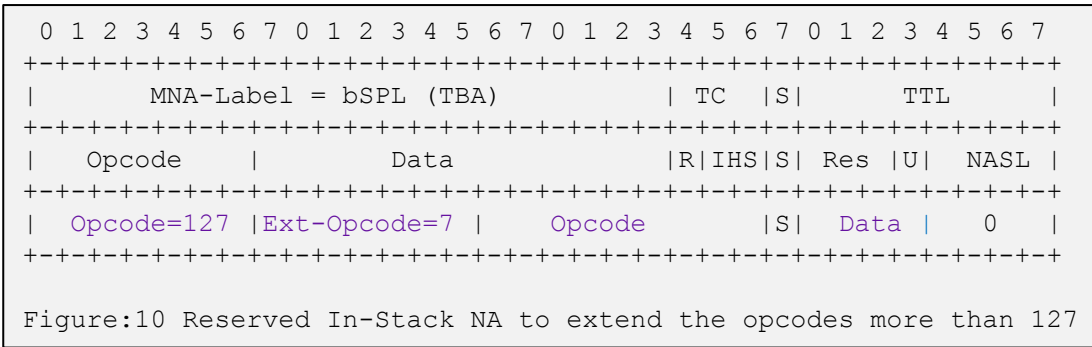 0 1 2 3 4 5 6 7 0 1 2 3 4 5 6 7 0 1 2 3 4 5 6 7 0 1 2 3 4 5 6 7
+-+-+-+-+-+-+-+-+-+-+-+-+-+-+-+-+-+-+-+-+-+-+-+-+-+-+-+-+-+-+-+-+
|       MNA-Label = bSPL (TBA)          | TC  |S|      TTL      |
+-+-+-+-+-+-+-+-+-+-+-+-+-+-+-+-+-+-+-+-+-+-+-+-+-+-+-+-+-+-+-+-+
|   Opcode    |        Data             |R|IHS|S| Res |U|  NASL |
+-+-+-+-+-+-+-+-+-+-+-+-+-+-+-+-+-+-+-+-+-+-+-+-+-+-+-+-+-+-+-+-+
|  Opcode=127 |Ext-Opcode=7 |    Opcode       |S|  Data |   0   |
+-+-+-+-+-+-+-+-+-+-+-+-+-+-+-+-+-+-+-+-+-+-+-+-+-+-+-+-+-+-+-+-+
Figure:10 Reserved In-Stack NA to extend the opcodes more than 127